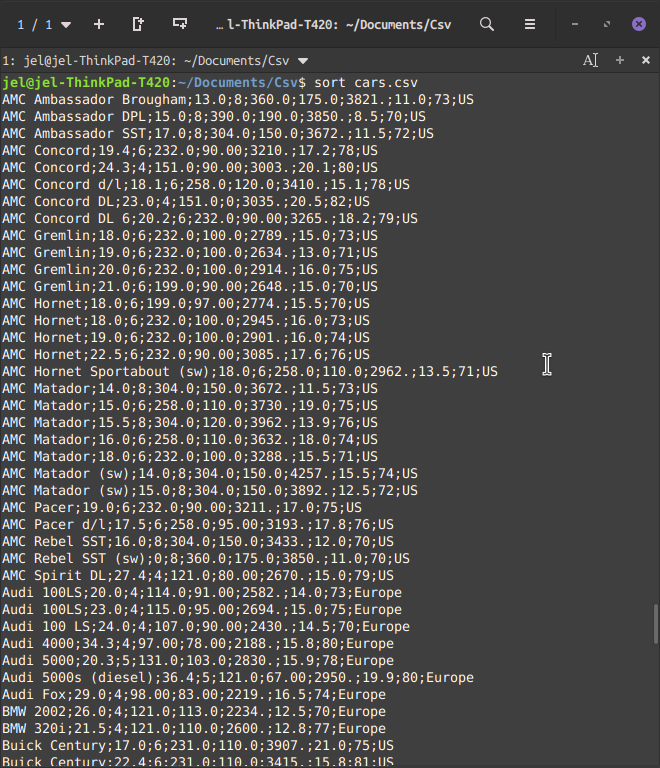 1 / 1
… l-ThinkPad-T420: ~/Documents/Csv
1: jel@jel-ThinkPad-T420: ~/Documents/Csv
jel@jel-ThinkPad-T420:~/Documents/Csv$ sort cars.csv
AMC Ambassador Brougham;13.0;8;360.0;175.0;3821.;11.0;73;US
AMC Ambassador DPL;15.0;8;390.0;190.0;3850.;8.5;70;US
AMC Ambassador SST;17.0;8;304.0;150.0;3672.;11.5;72;US
AMC Concord;19.4;6;232.0;90.00;3210.;17.2;78;US
AMC Concord;24.3;4;151.0;90.00;3003.;20.1;80;US
AMC Concord d/l;18.1;6;258.0;120.0;3410.;15.1;78;US
AMC Concord DL;23.0;4;151.0;0;3035.;20.5;82;US
AMC Concord DL 6;20.2;6;232.0;90.00;3265.;18.2;79;US
AMC Gremlin;18.0;6;232.0;100.0;2789.;15.0;73;US
AMC Gremlin;19.0;6;232.0;100.0;2634.;13.0;71;US
AMC Gremlin;20.0;6;232.0;100.0;2914.;16.0;75;US
AMC Gremlin;21.0;6;199.0;90.00;2648.;15.0;70;US
AMC Hornet;18.0;6;199.0;97.00;2774.;15.5;70;US
AMC Hornet;18.0;6;232.0;100.0;2945.;16.0;73;US
AMC Hornet;19.0;6;232.0;100.0;2901.;16.0;74;US
AMC Hornet;22.5;6;232.0;90.00;3085.;17.6;76;US
AMC Hornet Sportabout (sw);18.0;6;258.0;110.0;2962.;13.5;71;US
AMC Matador;14.0;8;304.0;150.0;3672.;11.5;73;US
AMC Matador;15.0;6;258.0;110.0;3730.;19.0;75;US
AMC Matador;15.5;8;304.0;120.0;3962.;13.9;76;US
AMC Matador;16.0;6;258.0;110.0;3632.;18.0;74;US
AMC Matador;18.0;6;232.0;100.0;3288.;15.5;71;US
AMC Matador (sw);14.0;8;304.0;150.0;4257.;15.5;74;US
AMC Matador (sw);15.0;8;304.0;150.0;3892.;12.5;72;US
AMC Pacer;19.0;6;232.0;90.00;3211.;17.0;75;US
AMC Pacer d/l;17.5;6;258.0;95.00;3193.;17.8;76;US
AMC Rebel SST;16.0;8;304.0;150.0;3433.;12.0;70;US
AMC Rebel SST (sw);0;8;360.0;175.0;3850.;11.0;70;US
AMC Spirit DL;27.4;4;121.0;80.00;2670.;15.0;79;US
Audi 100LS;20.0;4;114.0;91.00;2582.;14.0;73;Europe
Audi 100LS;23.0;4;115.0;95.00;2694.;15.0;75;Europe
Audi 100 LS;24.0;4;107.0;90.00;2430.;14.5;70;Europe
Audi 4000;34.3;4;97.00;78.00;2188.;15.8;80;Europe
Audi 5000;20.3;5;131.0;103.0;2830.;15.9;78;Europe
Audi 5000s (diesel);36.4;5;121.0;67.00;2950.;19.9;80;Europe
Audi Fox;29.0;4;98.00;83.00;2219.;16.5;74;Europe
BMW 2002;26.0;4;121.0;113.0;2234.;12.5;70;Europe
BMW 320i;21.5;4;121.0;110.0;2600.;12.8;77;Europe
Buick Century;17.0;6;231.0;110.0;3907.;21.0;75;US
Buick Century;22.4;6;231.0;110.0;3415.;15.8;81;US